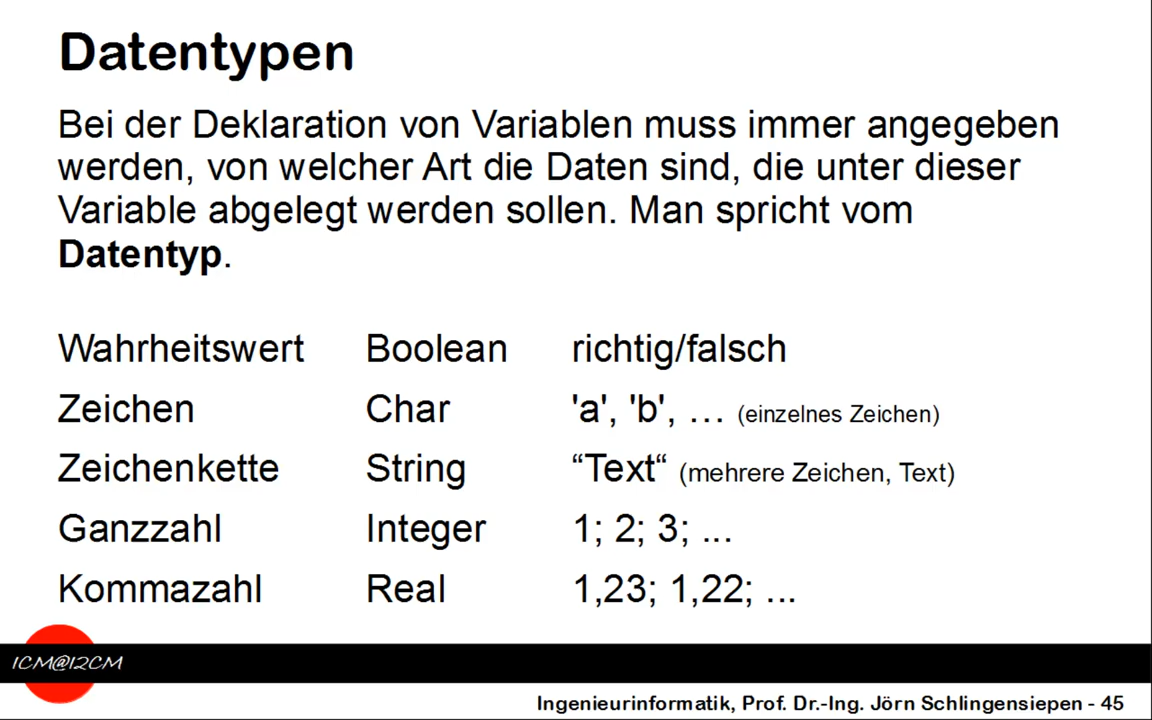 Datentypen
Bei der Deklaration von Variablen muss immer angegeben
werden, von welcher Art die Daten sind, die unter dieser
Variable abgelegt werden sollen. Man spricht vom
Datentyp.
Wahrheitswert Boolean richtig/falsch
Zeichen Char 'a', 'b', … (einzelnes Zeichen)
Zeichenkette String “Text“ (mehrere Zeichen, Text)
Ganzzahl Integer 1; 2; 3; ...
Kommazahl Real 1,23; 1,22; ...
1CM@12CM
Ingenieurinformatik, Prof. Dr.-Ing. Jörn Schlingensiepen - 45